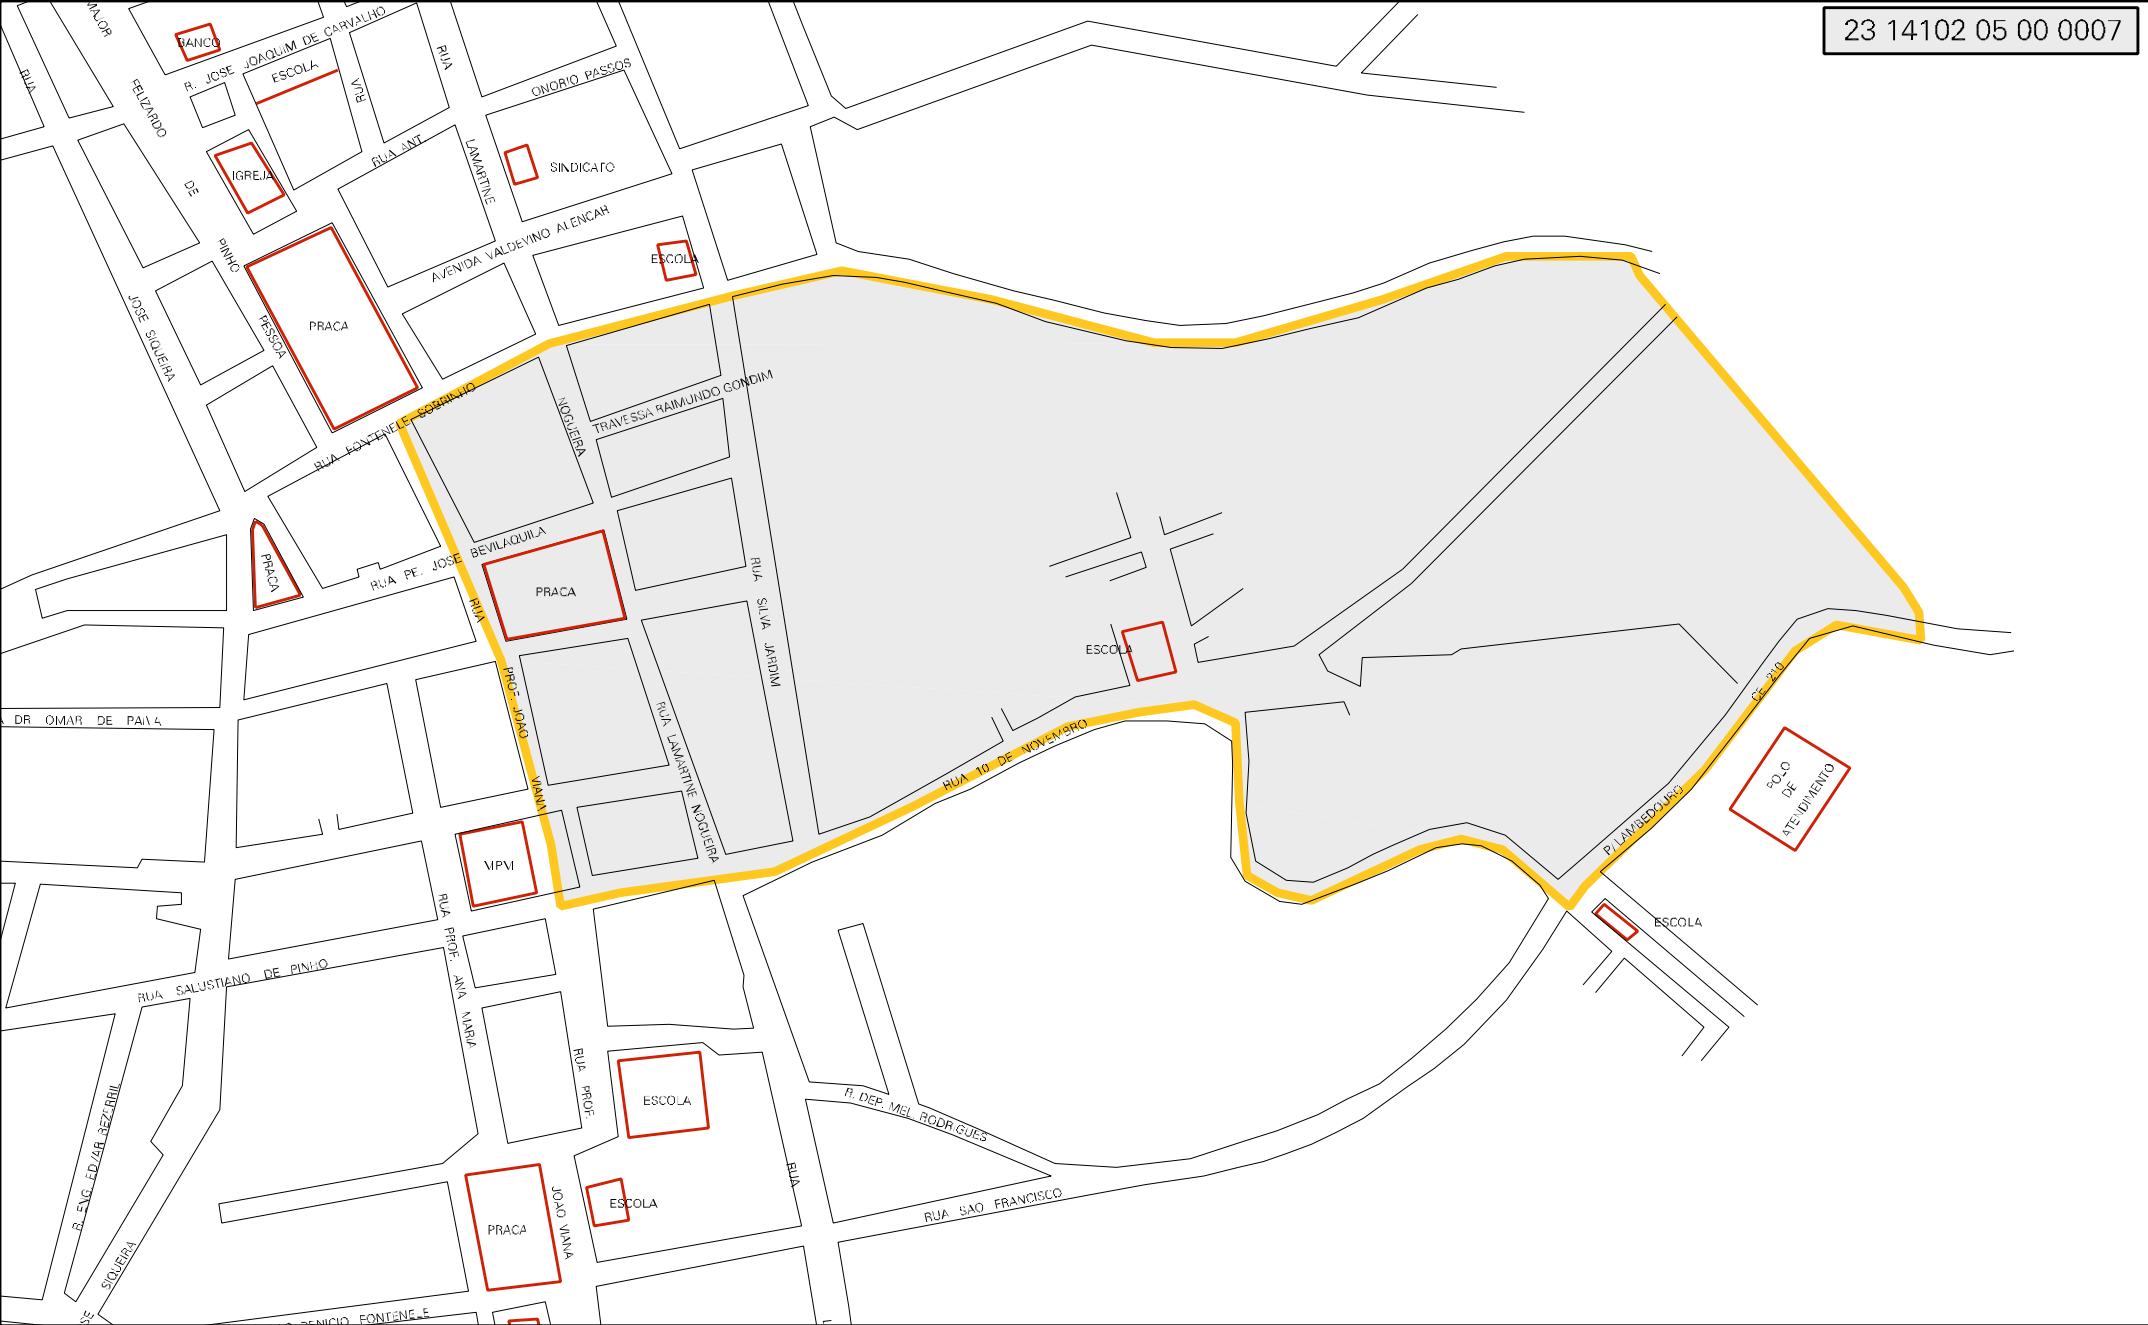 23 14102 05 00 0007
MAJOR
BANCO
R. JOSE JOAQUIM DE CARVALHO
ESCOLA
RUA
RUA
RUA
FELIZARDO
ONORIO PASSOS
RUA ANT.
LAMARTINE
SINDICATO
IGREJA
DE
PINHO
AVENIDA VALDEVINO ALENCAR
ESCOLA
JOSE SIQUEIRA
PESSOA
PRACA
RUA FONTENELE SOBRINHO
NOGUEIRA
TRAVESSA RAIMUNDO GONDIM
RUA PE. JOSE BEVILAQUILA
PRACA
PRACA
RUA
RUA SILVA JARDIM
ESCOLA
PROF. JOAO
VIANA
RUA LAMARTINE NOGUEIRA
DR OMAR DE PAIVA
RUA 10 DE NOVEMBRO
CE 210
P/ LAMBEDOURO
POLO
DE
ATENDIMENTO
MPM
ESCOLA
RUA PROF. ANA MARIA
RUA SALUSTIANO DE PINHO
RUA PROF.
JOAO VIANA
ESCOLA
R. DEP. MEL. RODRIGUES
R. ENG. EDVAR BEZERRIL
RUA
ESCOLA
RUA SAO FRANCISCO
PRACA
SIQUEIRA
BENICIO FONTENELE